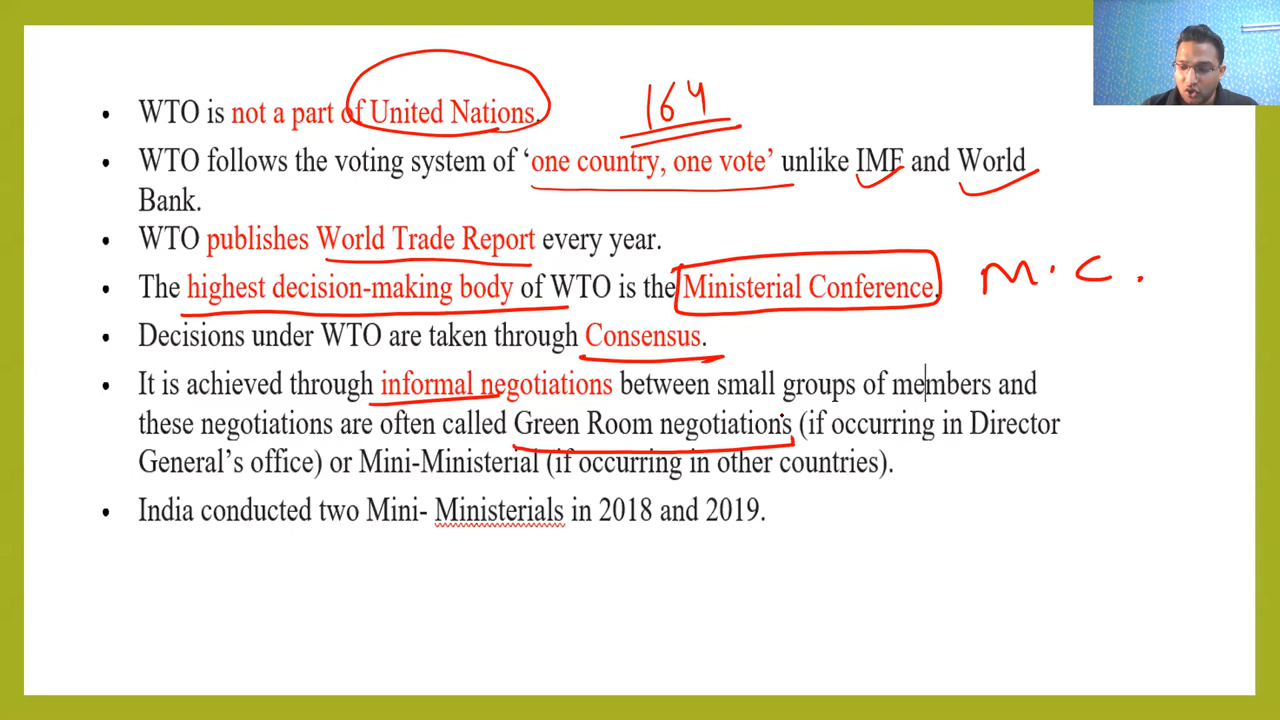 164
• WTO is not a part of United Nations.
• WTO follows the voting system of ‘one country, one vote’ unlike IMF and World
Bank.
• WTO publishes World Trade Report every year.
• The highest decision-making body of WTO is the Ministerial Conference. M.C.
• Decisions under WTO are taken through Consensus.
• It is achieved through informal negotiations between small groups of members and
these negotiations are often called Green Room negotiations (if occurring in Director
General’s office) or Mini-Ministerial (if occurring in other countries).
• India conducted two Mini- Ministerials in 2018 and 2019.